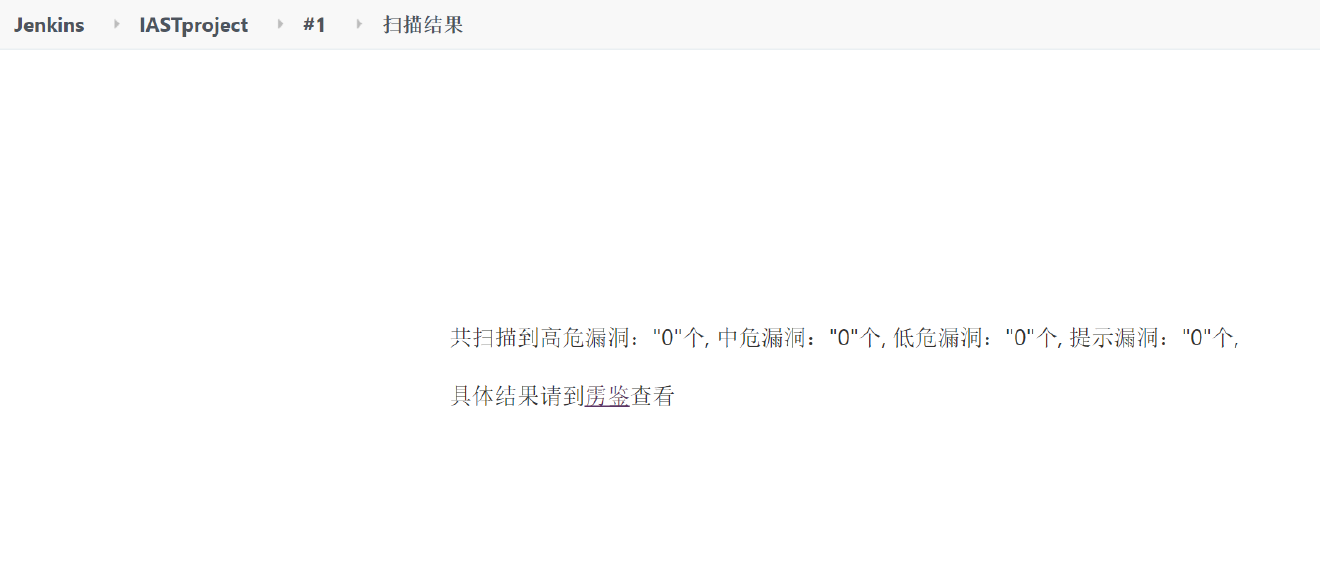 Jenkins IASTproject #1 扫描结果
共扫描到高危漏洞："0"个, 中危漏洞："0"个, 低危漏洞："0"个, 提示漏洞："0"个,
具体结果请到雳鉴查看